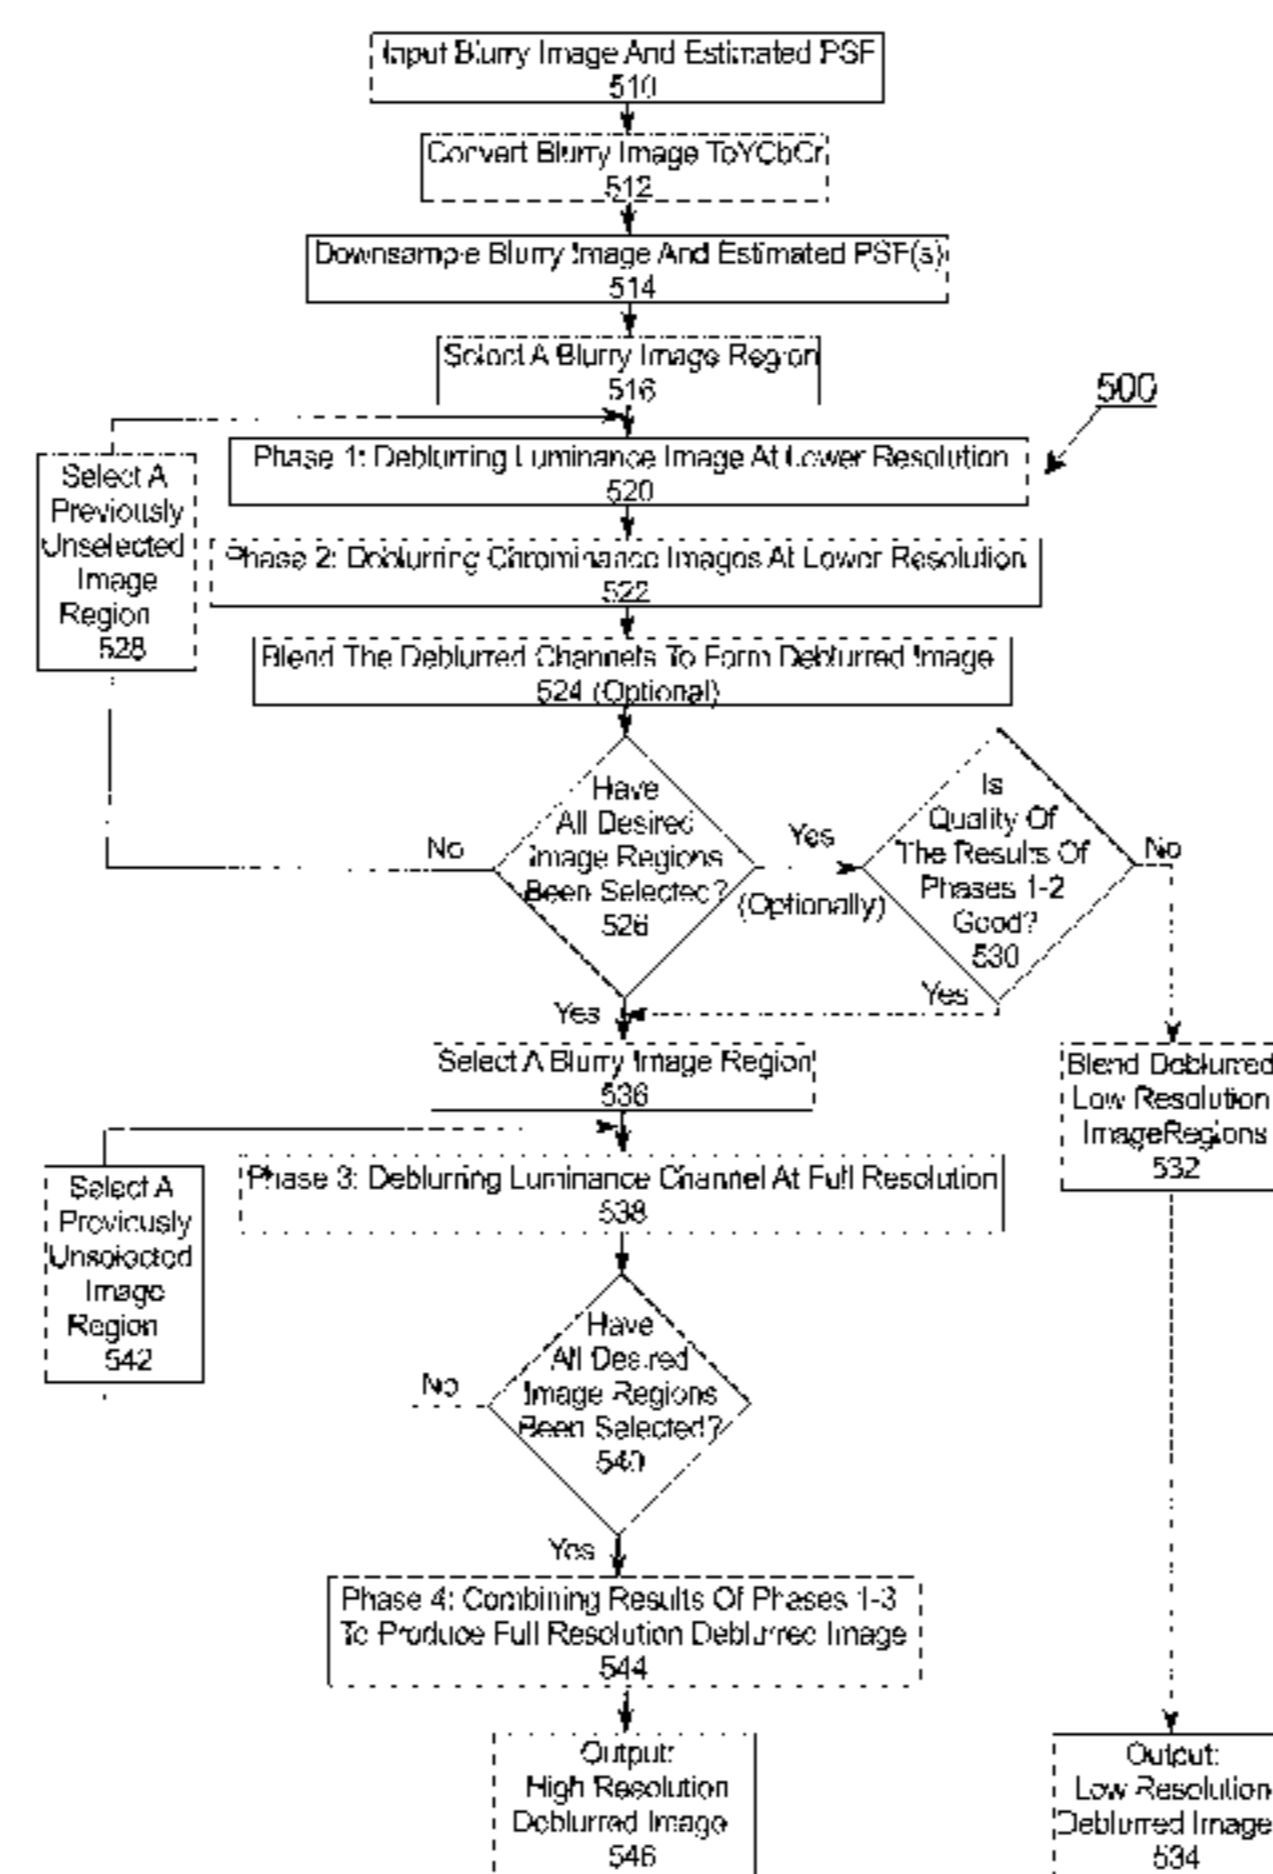 Input Blurry Image And Estimated PSF
510
Convert Blurry Image ToYCbCr
512
Downsample Blurry Image And Estimated PSF(s)
514
Select A Blurry Image Region
516
500
Phase 1: Deblurring Luminance Image At Lower Resolution
520
Select A
Previously
Unselected
Image
Region
528
Phase 2: Deblurring Chrominance Images At Lower Resolution
522
Blend The Deblurred Channels To Form Deblurred Image
524 (Optional)
Have
All Desired
Image Regions
Been Selected?
526
No
Yes
(Optionally)
Is
Quality Of
The Results Of
Phases 1-2
Good?
530
No
Yes
Yes
Select A Blurry Image Region
536
Blend Deblurred
Low Resolution
ImageRegions
532
Phase 3: Deblurring Luminance Channel At Full Resolution
538
Select A
Previously
Unselected
Image
Region
542
Have
All Desired
Image Regions
Been Selected?
540
No
Yes
Phase 4: Combining Results Of Phases 1-3
To Produce Full Resolution Deblurred Image
544
Output:
High Resolution
Deblurred Image
546
Output:
Low Resolution
Deblurred Image
534